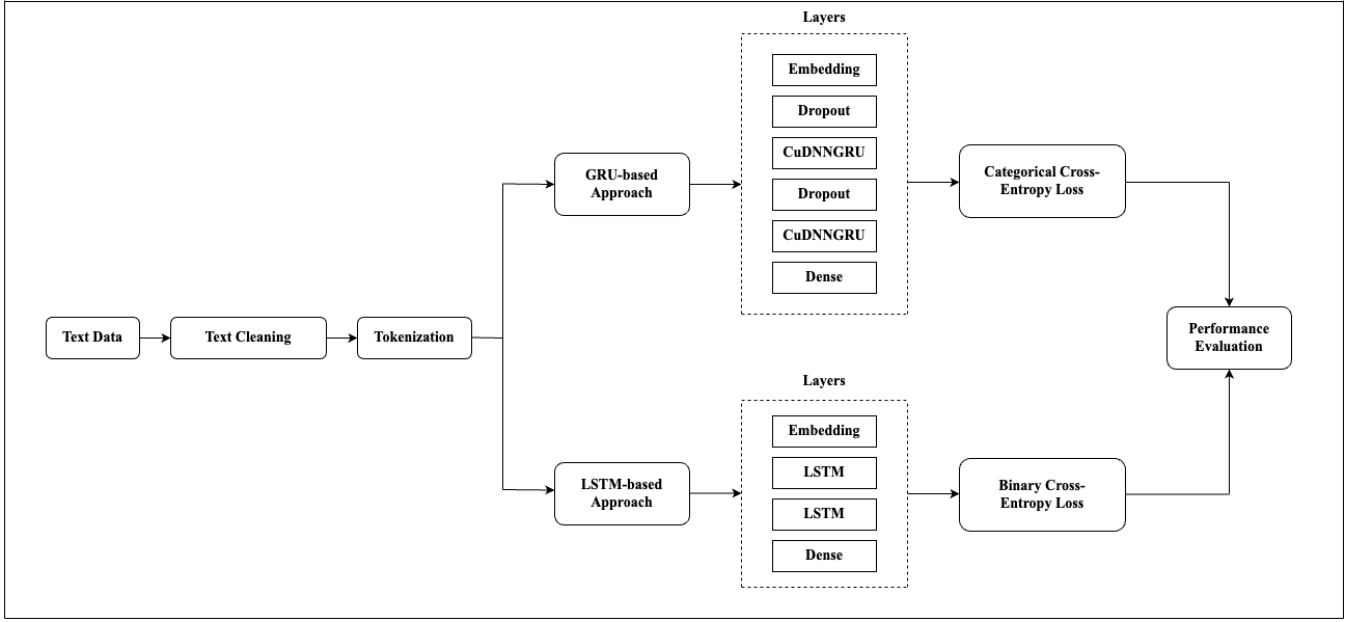 Text Data
Text Cleaning
Tokenization
GRU-based
Approach
Layers
Embedding
Dropout
CuDNNGRU
Dropout
CuDNNGRU
Dense
Categorical Cross-
Entropy Loss
LSTM-based
Approach
Layers
Embedding
LSTM
LSTM
Dense
Binary Cross-
Entropy Loss
Performance
Evaluation